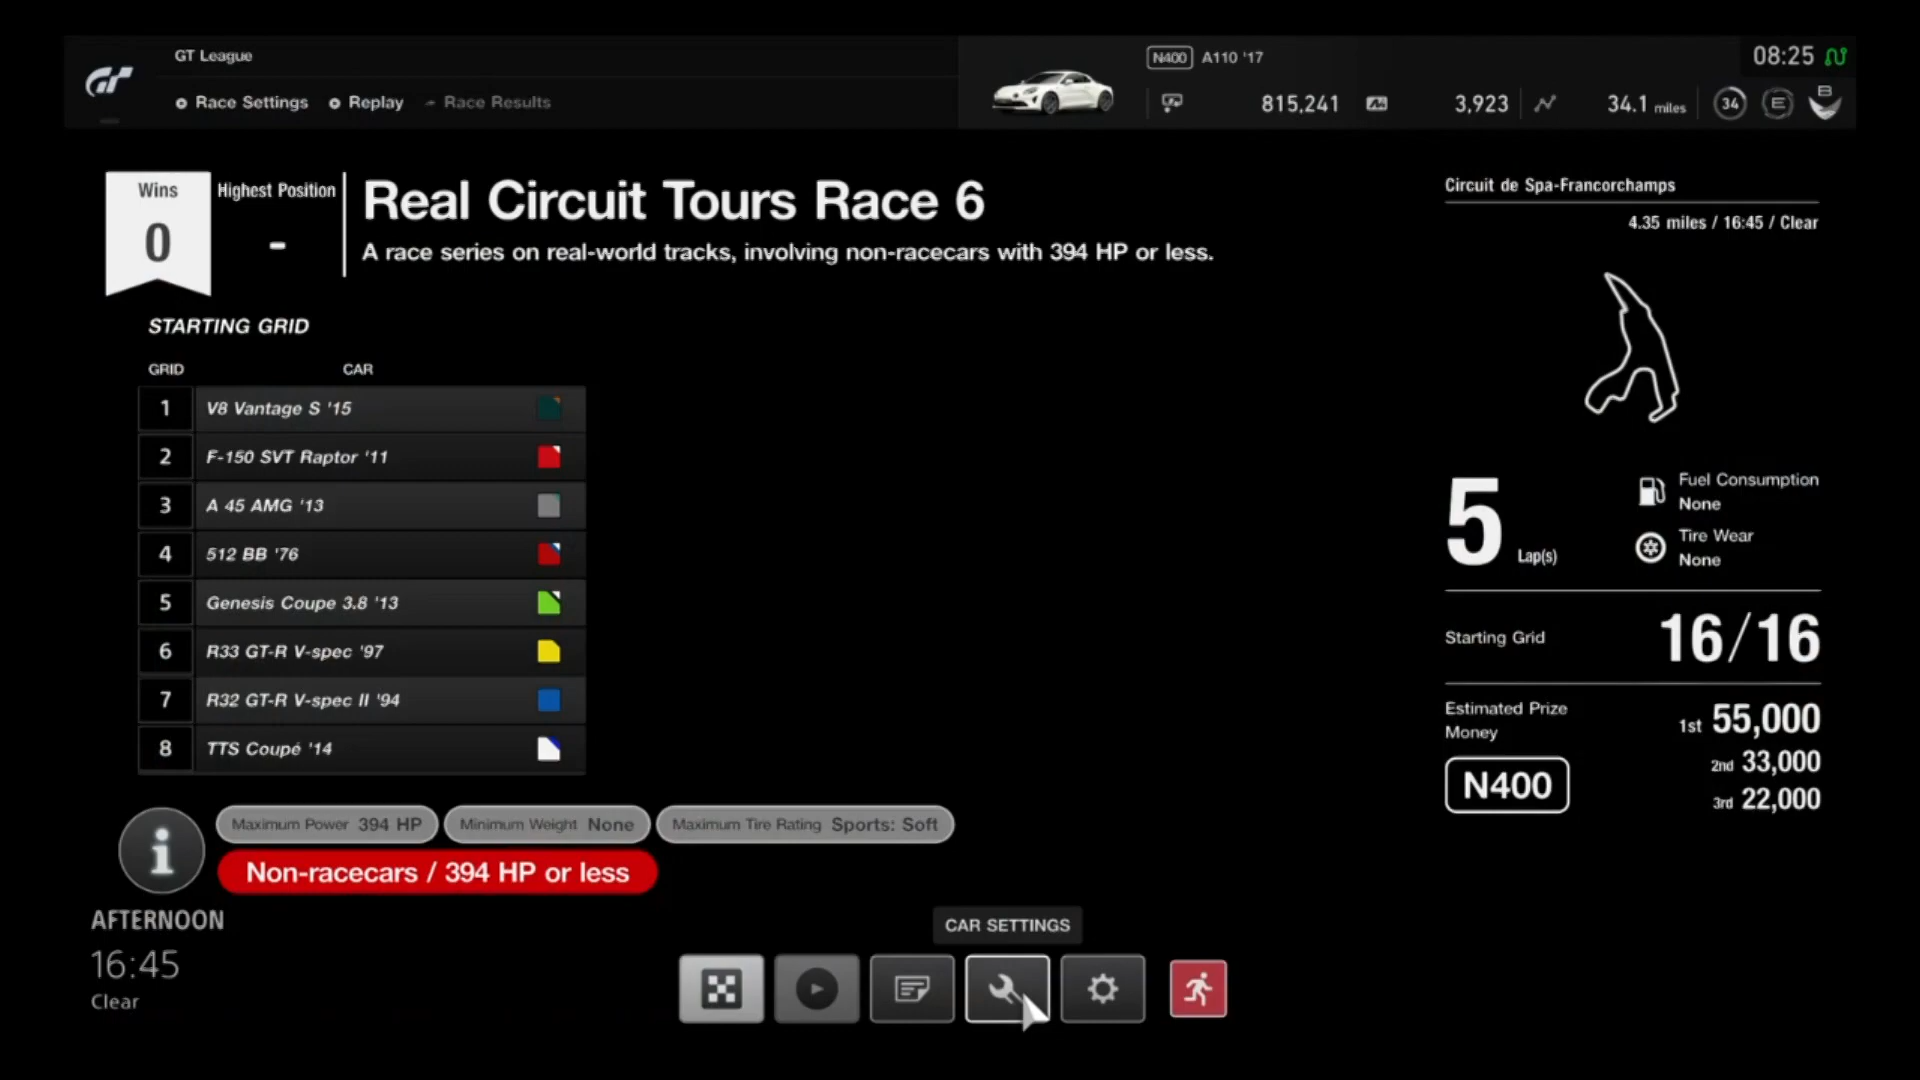 GT League
Race Settings Replay Race Results
N400 A110 '17
08:25
815,241 3,923 34.1 miles 34 E B
Wins
0
Highest Position
-
Real Circuit Tours Race 6
A race series on real-world tracks, involving non-racecars with 394 HP or less.
Circuit de Spa-Francorchamps
4.35 miles / 16:45 / Clear
STARTING GRID
GRID CAR
1 V8 Vantage S '15
2 F-150 SVT Raptor '11
3 A 45 AMG '13
4 512 BB '76
5 Genesis Coupe 3.8 '13
6 R33 GT-R V-spec '97
7 R32 GT-R V-spec II '94
8 TTS Coupé '14
5 Lap(s)
Fuel Consumption
None
Tire Wear
None
Starting Grid 16/16
Estimated Prize
Money
1st 55,000
2nd 33,000
3rd 22,000
N400
Maximum Power 394 HP Minimum Weight None Maximum Tire Rating Sports: Soft
Non-racecars / 394 HP or less
AFTERNOON
16:45
Clear
CAR SETTINGS